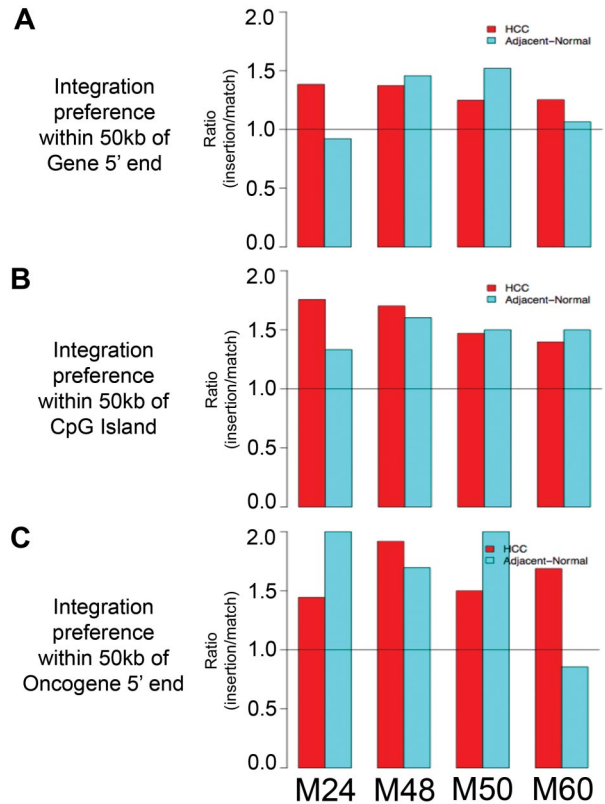 A
Integration
preference
within 50kb of
Gene 5' end
Ratio
(insertion/match)
2.0
1.5
1.0
0.5
0.0
HCC
Adjacent-Normal
B
Integration
preference
within 50kb of
CpG Island
Ratio
(insertion/match)
2.0
1.5
1.0
0.5
0.0
HCC
Adjacent-Normal
C
Integration
preference
within 50kb of
Oncogene 5' end
Ratio
(insertion/match)
2.0
1.5
1.0
0.5
0.0
HCC
Adjacent-Normal
M24 M48 M50 M60